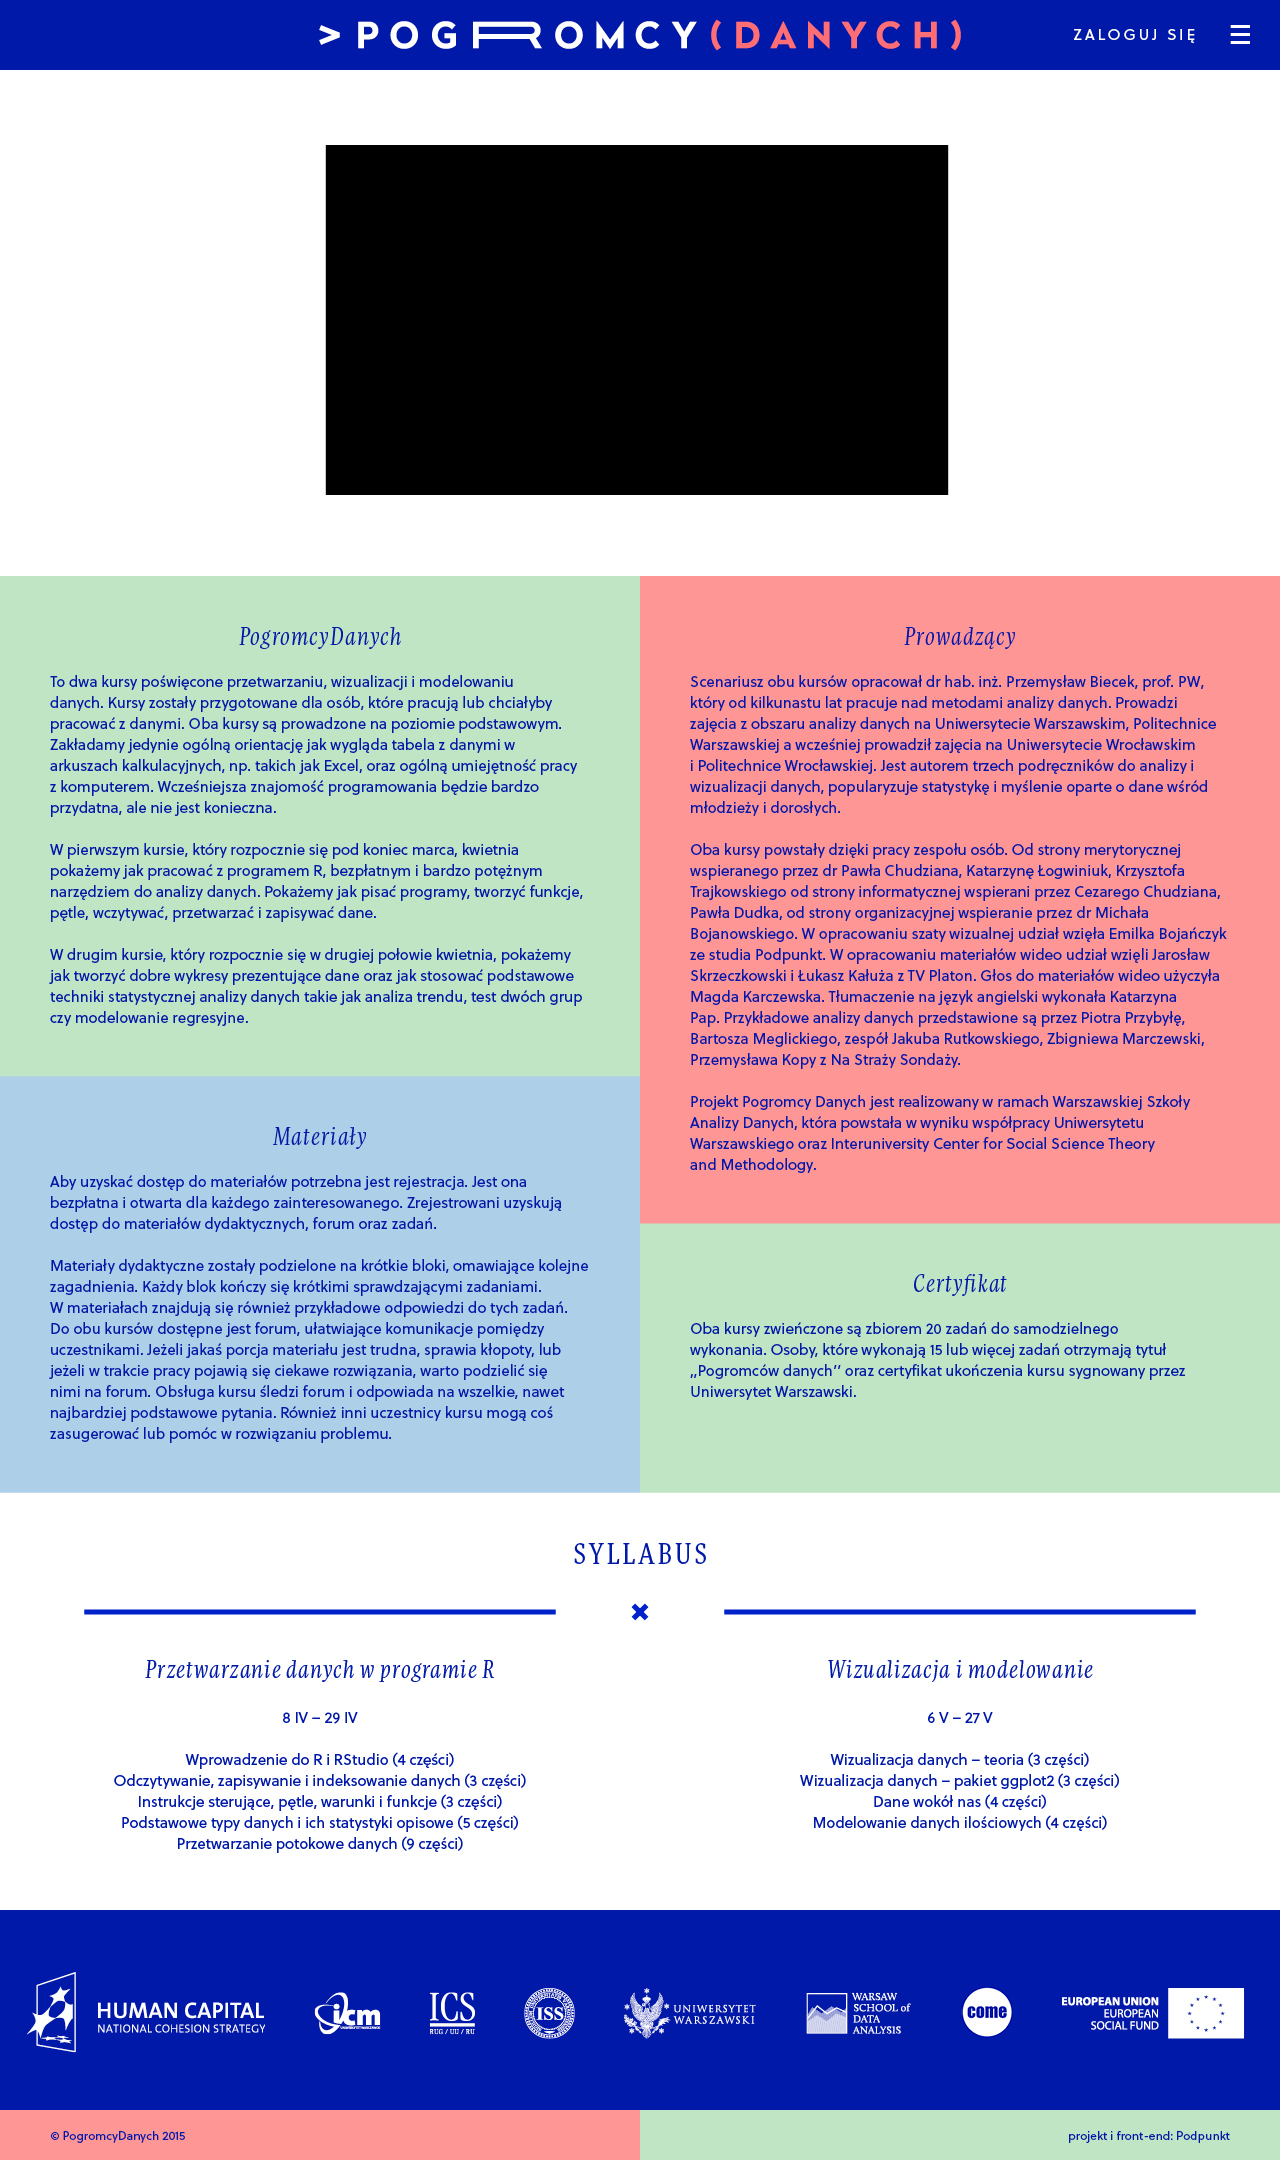 > POGROMCY(DANYCH)
ZALOGUJ SIĘ
PogromcyDanych
To dwa kursy poświęcone przetwarzaniu, wizualizacji i modelowaniu
danych. Kursy zostały przygotowane dla osób, które pracują lub chciałyby
pracować z danymi. Oba kursy są prowadzone na poziomie podstawowym.
Zakładamy jedynie ogólną orientację jak wygląda tabela z danymi w
arkuszach kalkulacyjnych, np. takich jak Excel, oraz ogólną umiejętność pracy
z komputerem. Wcześniejsza znajomość programowania będzie bardzo
przydatna, ale nie jest konieczna.
W pierwszym kursie, który rozpocznie się pod koniec marca, kwietnia
pokażemy jak pracować z programem R, bezpłatnym i bardzo potężnym
narzędziem do analizy danych. Pokażemy jak pisać programy, tworzyć funkcje,
pętle, wczytywać, przetwarzać i zapisywać dane.
W drugim kursie, który rozpocznie się w drugiej połowie kwietnia, pokażemy
jak tworzyć dobre wykresy prezentujące dane oraz jak stosować podstawowe
techniki statystycznej analizy danych takie jak analiza trendu, test dwóch grup
czy modelowanie regresyjne.
Prowadzący
Scenariusz obu kursów opracował dr hab. inż. Przemysław Biecek, prof. PW,
który od kilkunastu lat pracuje nad metodami analizy danych. Prowadzi
zajęcia z obszaru analizy danych na Uniwersytecie Warszawskim, Politechnice
Warszawskiej a wcześniej prowadził zajęcia na Uniwersytecie Wrocławskim
i Politechnice Wrocławskiej. Jest autorem trzech podręczników do analizy i
wizualizacji danych, popularyzuje statystykę i myślenie oparte o dane wśród
młodzieży i dorosłych.
Oba kursy powstały dzięki pracy zespołu osób. Od strony merytorycznej
wspieranego przez dr Pawła Chudziana, Katarzynę Łogwiniuk, Krzysztofa
Trajkowskiego od strony informatycznej wspierani przez Cezarego Chudziana,
Pawła Dudka, od strony organizacyjnej wspieranie przez dr Michała
Bojanowskiego. W opracowaniu szaty wizualnej udział wzięła Emilka Bojańczyk
ze studia Podpunkt. W opracowaniu materiałów wideo udział wzięli Jarosław
Skrzeczkowski i Łukasz Kałuża z TV Platon. Głos do materiałów wideo użyczyła
Magda Karczewska. Tłumaczenie na język angielski wykonała Katarzyna
Pap. Przykładowe analizy danych przedstawione są przez Piotra Przybyłę,
Bartosza Meglickiego, zespół Jakuba Rutkowskiego, Zbigniewa Marczewski,
Przemysława Kopy z Na Straży Sondaży.
Projekt Pogromcy Danych jest realizowany w ramach Warszawskiej Szkoły
Analizy Danych, która powstała w wyniku współpracy Uniwersytetu
Warszawskiego oraz Interuniversity Center for Social Science Theory
and Methodology.
Materiały
Aby uzyskać dostęp do materiałów potrzebna jest rejestracja. Jest ona
bezpłatna i otwarta dla każdego zainteresowanego. Zrejestrowani uzyskują
dostęp do materiałów dydaktycznych, forum oraz zadań.
Materiały dydaktyczne zostały podzielone na krótkie bloki, omawiające kolejne
zagadnienia. Każdy blok kończy się krótkimi sprawdzającymi zadaniami.
W materiałach znajdują się również przykładowe odpowiedzi do tych zadań.
Do obu kursów dostępne jest forum, ułatwiające komunikacje pomiędzy
uczestnikami. Jeżeli jakaś porcja materiału jest trudna, sprawia kłopoty, lub
jeżeli w trakcie pracy pojawią się ciekawe rozwiązania, warto podzielić się
nimi na forum. Obsługa kursu śledzi forum i odpowiada na wszelkie, nawet
najbardziej podstawowe pytania. Również inni uczestnicy kursu mogą coś
zasugerować lub pomóc w rozwiązaniu problemu.
Certyfikat
Oba kursy zwieńczone są zbiorem 20 zadań do samodzielnego
wykonania. Osoby, które wykonają 15 lub więcej zadań otrzymają tytuł
,,Pogromców danych'' oraz certyfikat ukończenia kursu sygnowany przez
Uniwersytet Warszawski.
SYLLABUS
Przetwarzanie danych w programie R
8 IV – 29 IV
Wprowadzenie do R i RStudio (4 części)
Odczytywanie, zapisywanie i indeksowanie danych (3 części)
Instrukcje sterujące, pętle, warunki i funkcje (3 części)
Podstawowe typy danych i ich statystyki opisowe (5 części)
Przetwarzanie potokowe danych (9 części)
Wizualizacja i modelowanie
6 V – 27 V
Wizualizacja danych – teoria (3 części)
Wizualizacja danych – pakiet ggplot2 (3 części)
Dane wokół nas (4 części)
Modelowanie danych ilościowych (4 części)
HUMAN CAPITAL
NATIONAL COHESION STRATEGY
icm
ICS
RUG / UU / RU
ISS
UNIWERSYTET
WARSZAWSKI
WARSAW
SCHOOL of
DATA
ANALYSIS
come
EUROPEAN UNION
EUROPEAN
SOCIAL FUND
© PogromcyDanych 2015
projekt i front-end: Podpunkt